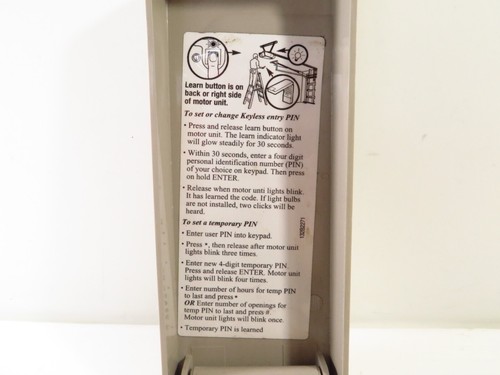 Learn button is on
back or right side
of motor unit.
To set or change Keyless entry PIN
• Press and release learn button on
motor unit. The learn indicator light
will glow steadily for 30 seconds.
• Within 30 seconds, enter a four digit
personal identification number (PIN)
of your choice on keypad. Then press
on hold ENTER.
• Release when motor unti lights blink.
It has learned the code. If light bulbs
are not installed, two clicks will be
heard.
To set a temporary PIN
• Enter user PIN into keypad.
• Press *, then release after motor unit
lights blink three times.
• Enter new 4-digit temporary PIN.
Press and release ENTER. Motor unit
lights will blink four times.
• Enter number of hours for temp PIN
to last and press *
OR Enter number of openings for
temp PIN to last and press #.
Motor unit lights will blink once.
• Temporary PIN is learned